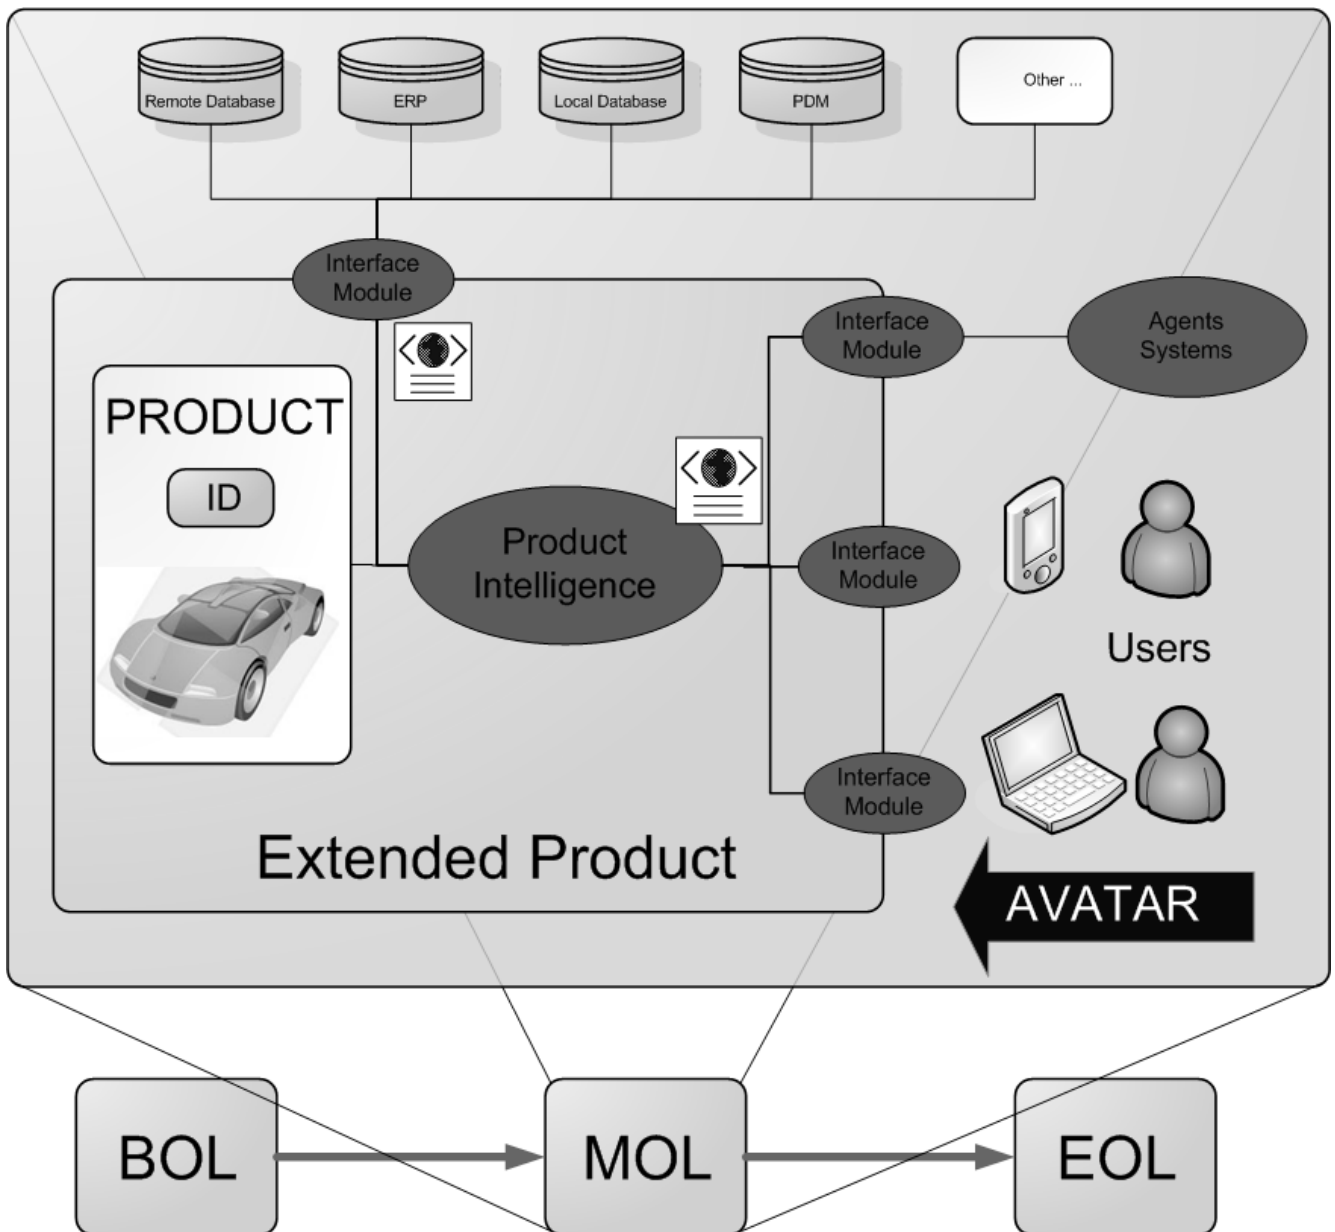 Remote Database
ERP
Local Database
PDM
Other ...
Interface
Module
Interface
Module
Agents
Systems
PRODUCT
ID
Product
Intelligence
Interface
Module
Users
Interface
Module
Extended Product
AVATAR
BOL
MOL
EOL